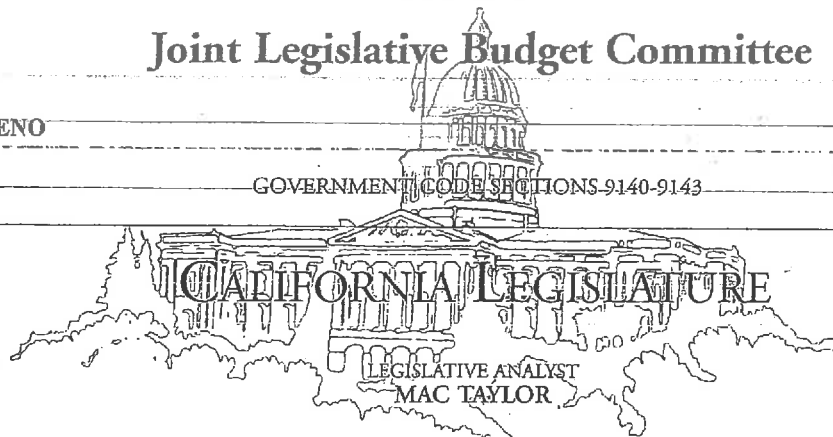 Joint Legislative Budget Committee
ENO
GOVERNMENT CODE SECTIONS 9140-9143
CALIFORNIA LEGISLATURE
LEGISLATIVE ANALYST
MAC TAYLOR